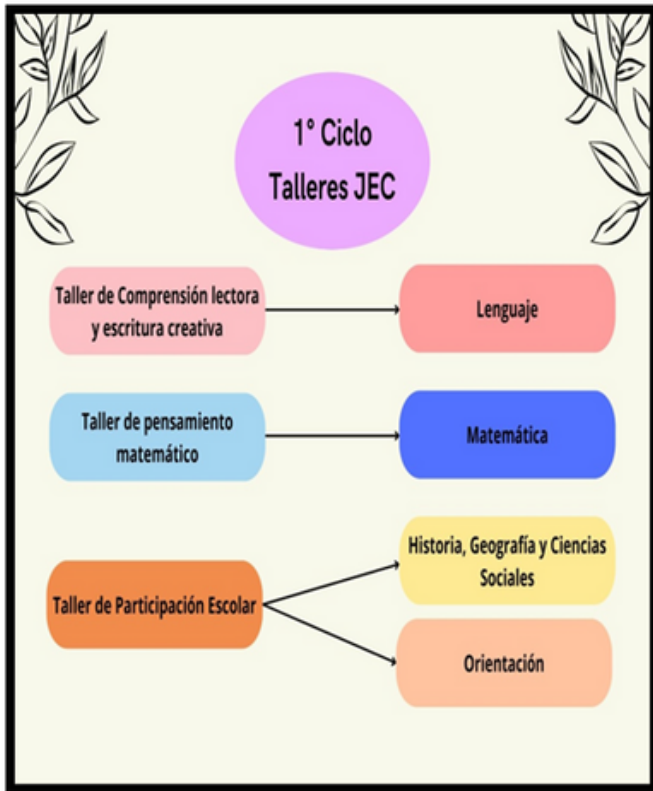 1° Ciclo
Talleres JEC
Taller de Comprensión lectora
y escritura creativa
Lenguaje
Taller de pensamiento
matemático
Matemática
Taller de Participación Escolar
Historia, Geografía y Ciencias
Sociales
Orientación